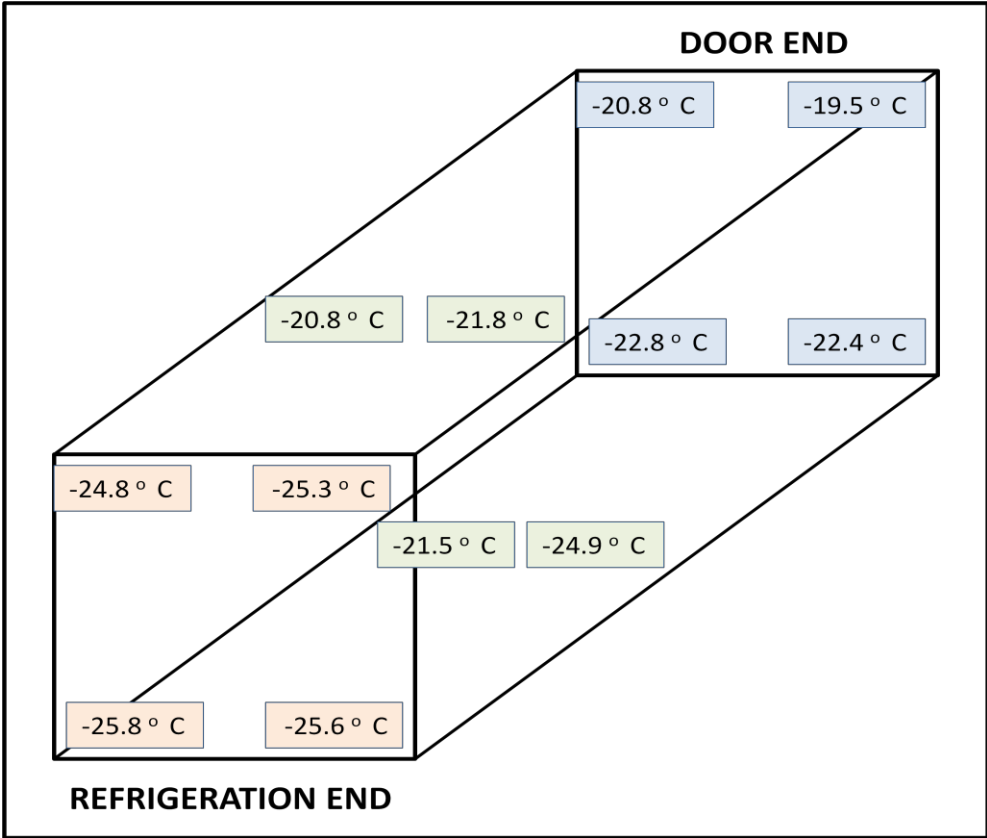 DOOR END
-20.8 º C
-19.5 º C
-20.8 º C
-21.8 º C
-22.8 º C
-22.4 º C
-24.8 º C
-25.3 º C
-21.5 º C
-24.9 º C
-25.8 º C
-25.6 º C
REFRIGERATION END